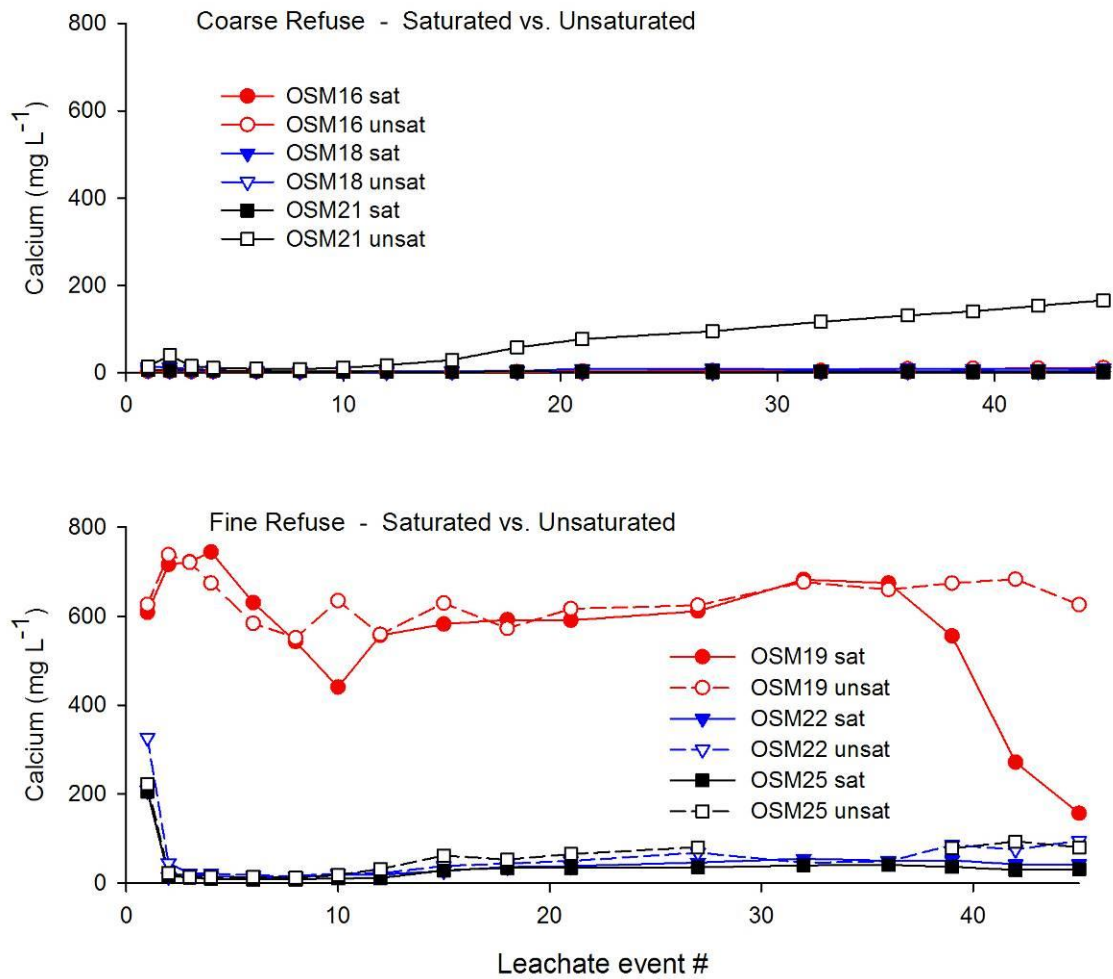 Coarse Refuse - Saturated vs. Unsaturated
800
600
400
200
0
Calcium (mg L⁻¹)
OSM16 sat
OSM16 unsat
OSM18 sat
OSM18 unsat
OSM21 sat
OSM21 unsat
0 10 20 30 40
Fine Refuse - Saturated vs. Unsaturated
800
600
400
200
0
Calcium (mg L⁻¹)
OSM19 sat
OSM19 unsat
OSM22 sat
OSM22 unsat
OSM25 sat
OSM25 unsat
0 10 20 30 40
Leachate event #